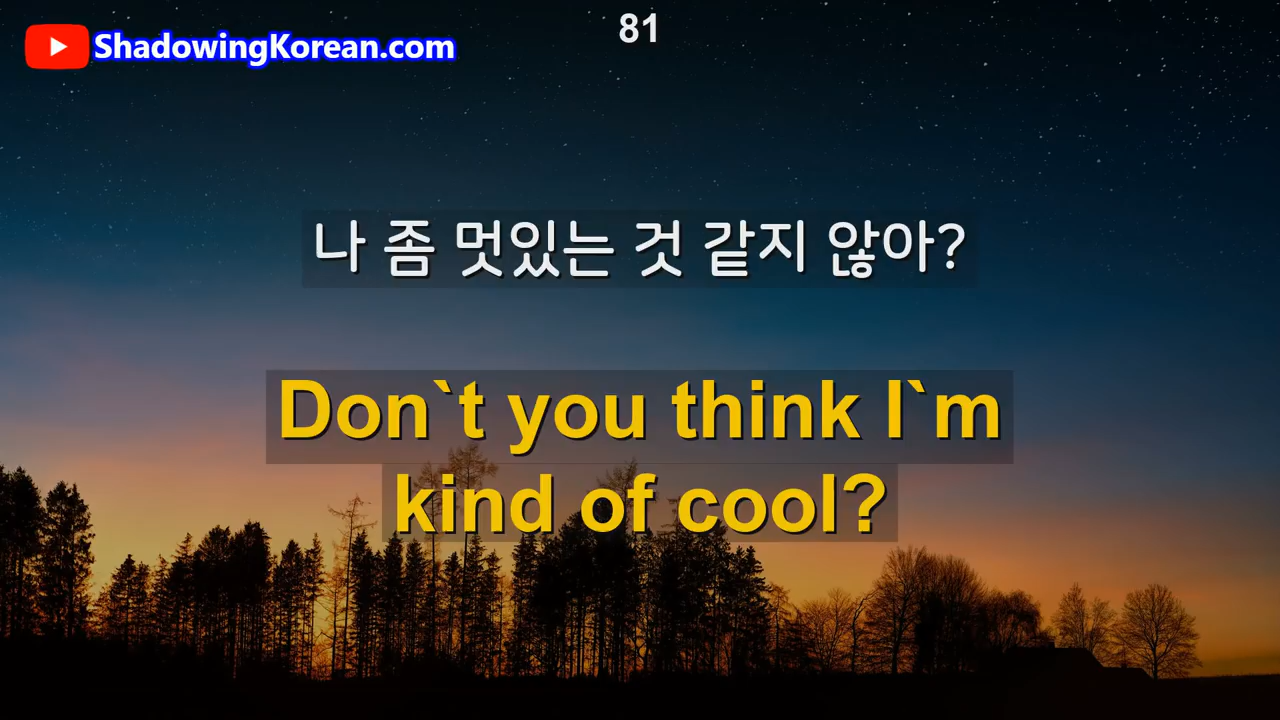 81
ShadowingKorean.com
나 좀 멋있는 것 같지 않아?
Don`t you think I`m
kind of cool?